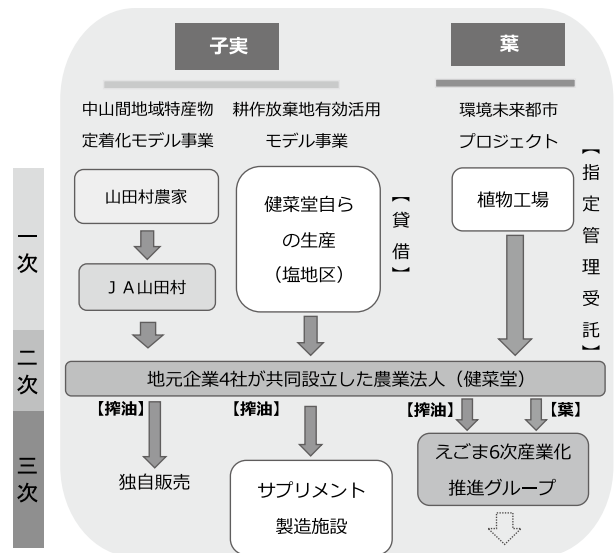 子実
葉
中山間地域特産物
定着化モデル事業
耕作放棄地有効活用
モデル事業
環境未来都市
プロジェクト
一次
山田村農家
ＪＡ山田村
健菜堂自ら
の生産
（塩地区）
【貸借】
植物工場
【指定管理受託】
二次
地元企業4社が共同設立した農業法人（健菜堂）
三次
【搾油】
【搾油】
【搾油】
【葉】
独自販売
サプリメント
製造施設
えごま6次産業化
推進グループ